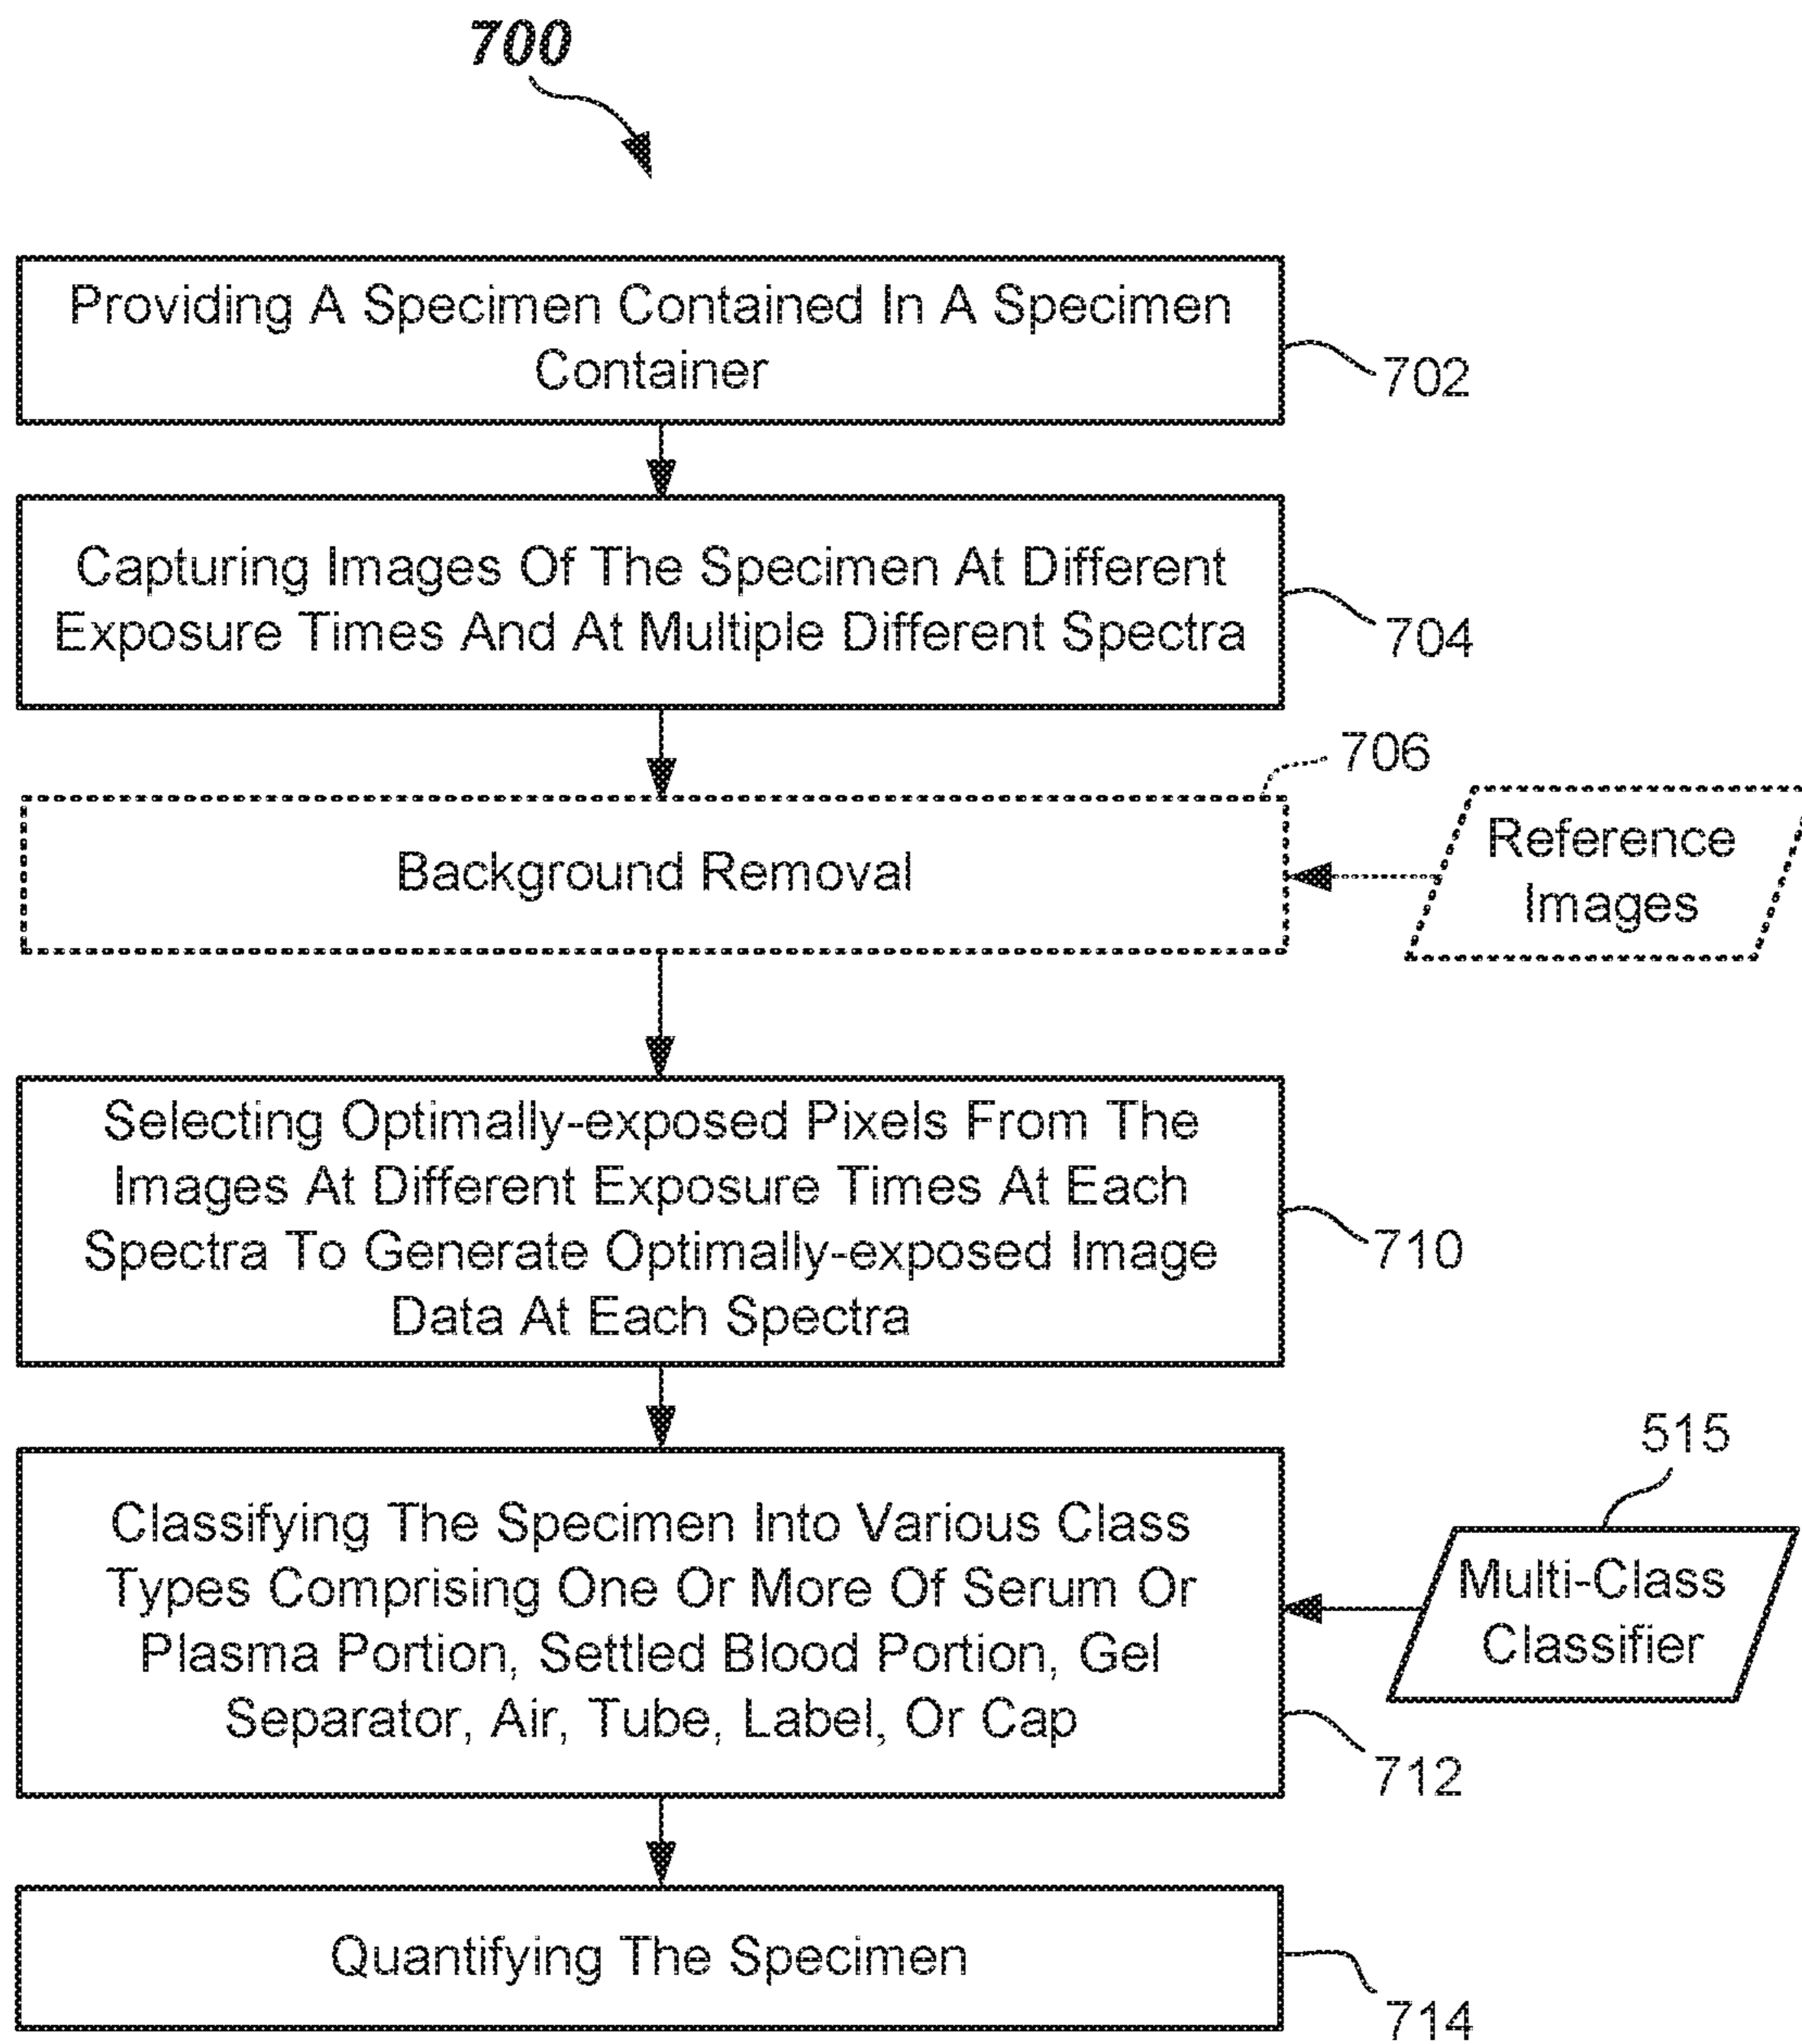 700
Providing A Specimen Contained In A Specimen
Container
702
Capturing Images Of The Specimen At Different
Exposure Times And At Multiple Different Spectra
704
706
Background Removal
Reference
Images
Selecting Optimally-exposed Pixels From The
Images At Different Exposure Times At Each
Spectra To Generate Optimally-exposed Image
Data At Each Spectra
710
515
Classifying The Specimen Into Various Class
Types Comprising One Or More Of Serum Or
Plasma Portion, Settled Blood Portion, Gel
Separator, Air, Tube, Label, Or Cap
Multi-Class
Classifier
712
Quantifying The Specimen
714